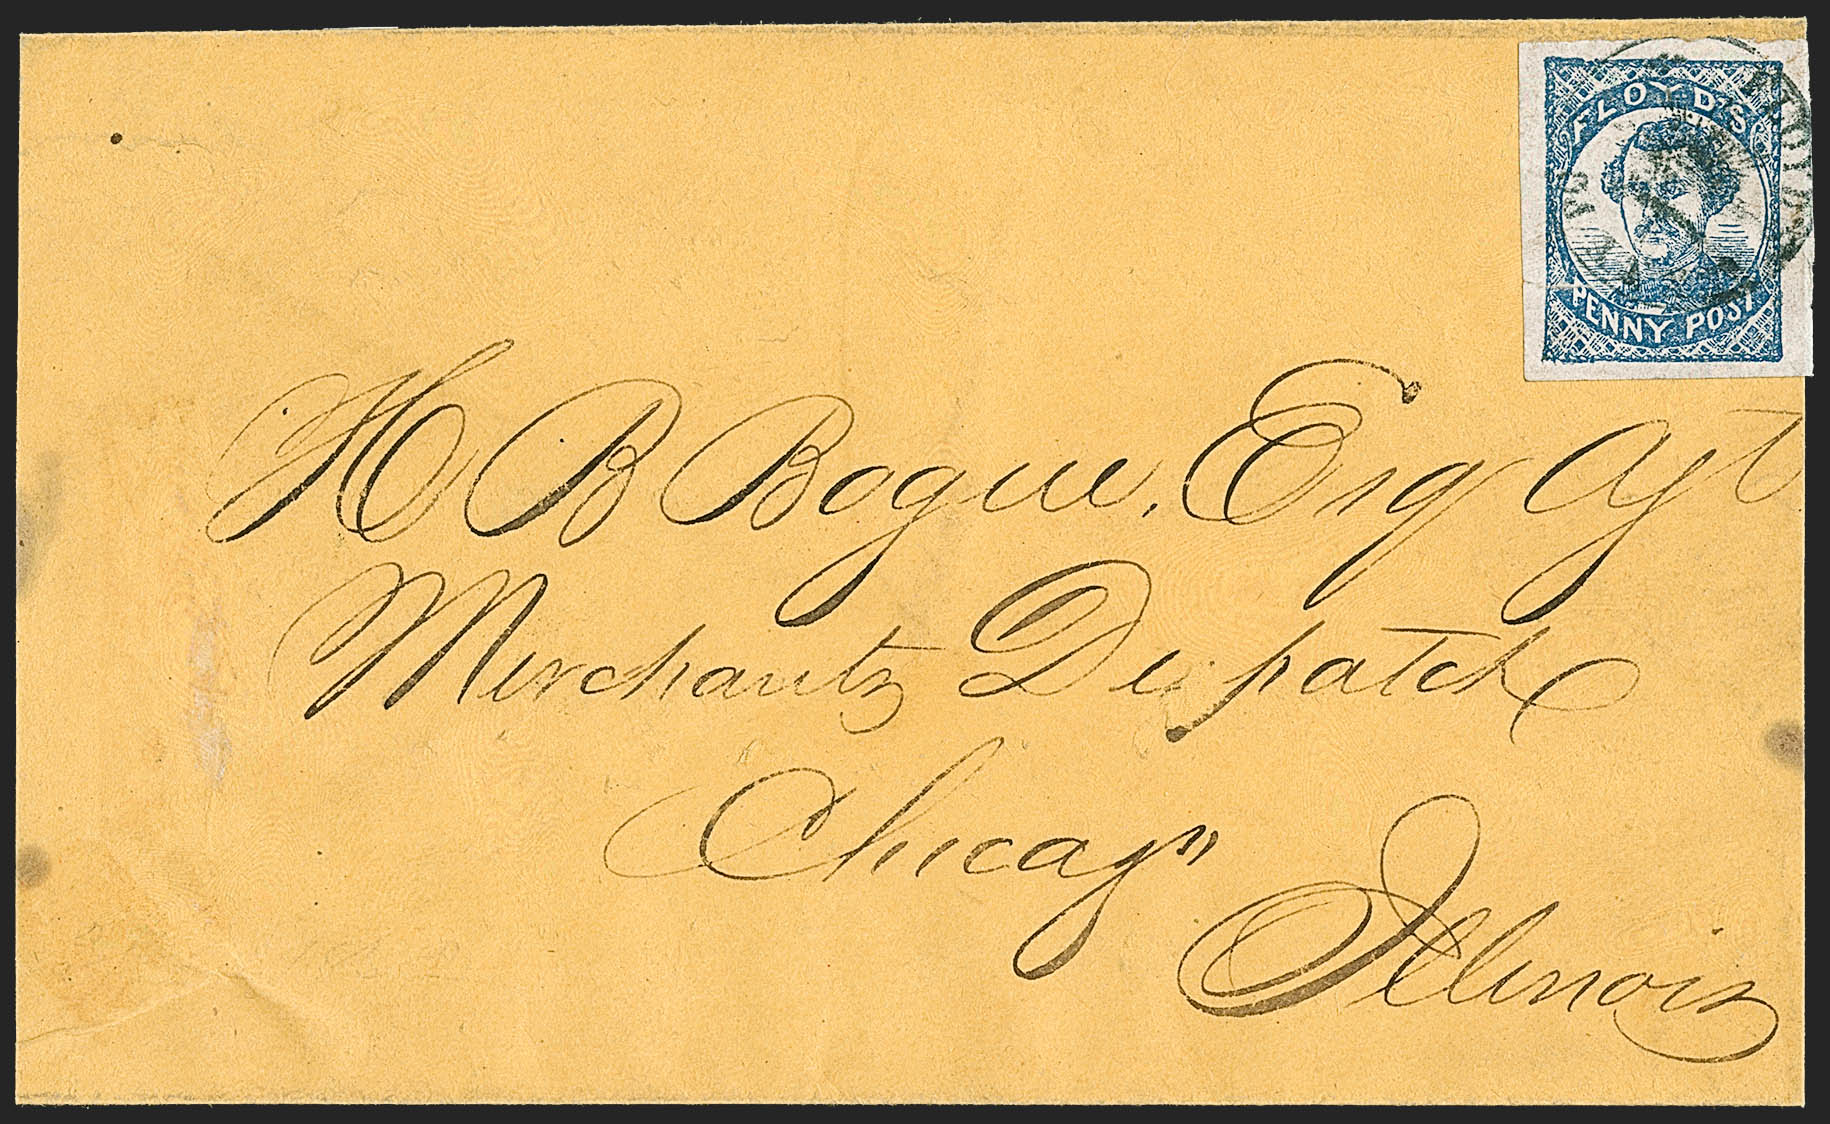 FLOYD'S
PENNY POST
H B Bogue, Esq Agt
Merchants Dispatch
Chicago
Illinois